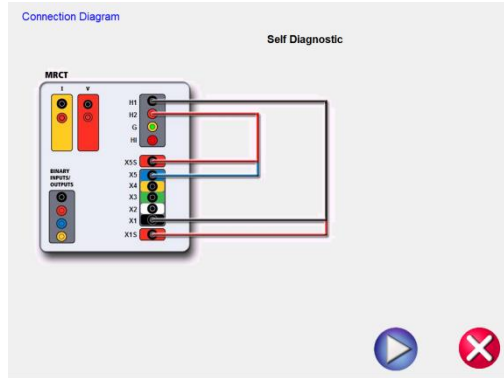 Connection Diagram
Self Diagnostic
MRCT
I V
H1
H2
G
HI
X5S
X5
X4
X3
X2
X1
X1S
BINARY
INPUTS/
OUTPUTS